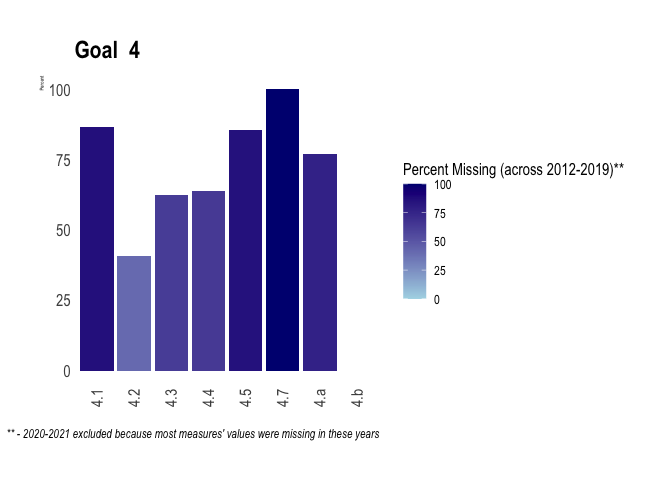 Goal 4
Percent
100
75
50
25
0
4.1 4.2 4.3 4.4 4.5 4.7 4.a 4.b
Percent Missing (across 2012-2019)**
100
75
50
25
0
** - 2020-2021 excluded because most measures' values were missing in these years